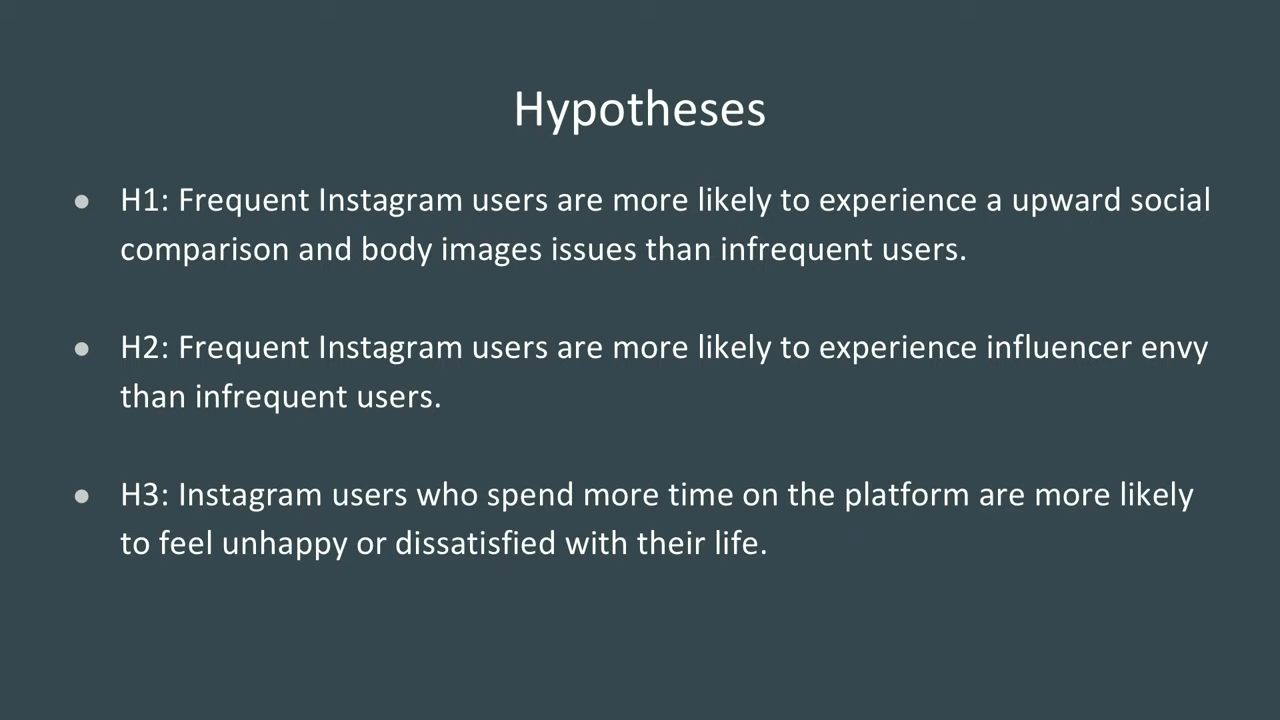 Hypotheses
● H1: Frequent Instagram users are more likely to experience a upward social
comparison and body images issues than infrequent users.
● H2: Frequent Instagram users are more likely to experience influencer envy
than infrequent users.
● H3: Instagram users who spend more time on the platform are more likely
to feel unhappy or dissatisfied with their life.